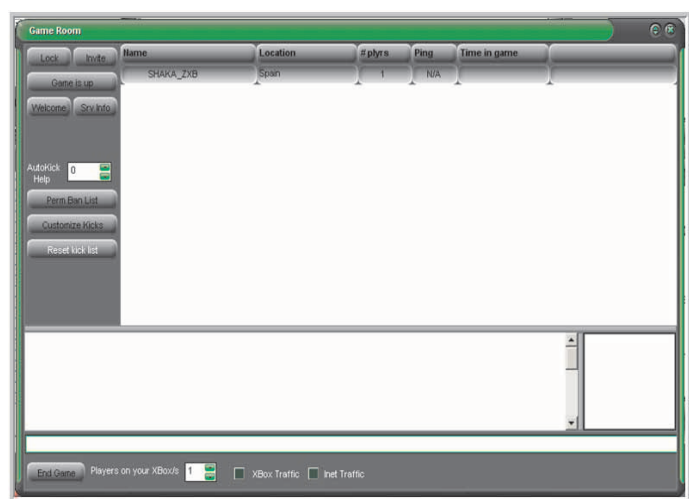 Game Room
Lock Invite Name Location # plyrs Ping Time in game
Game is up SHAKA_ZXB Spain 1 N/A
Welcome Srv.Info
AutoKick Help 0
Perm Ban List
Customize Kicks
Reset kick list
End Game Players on your XBox/s 1 XBox Traffic Inet Traffic